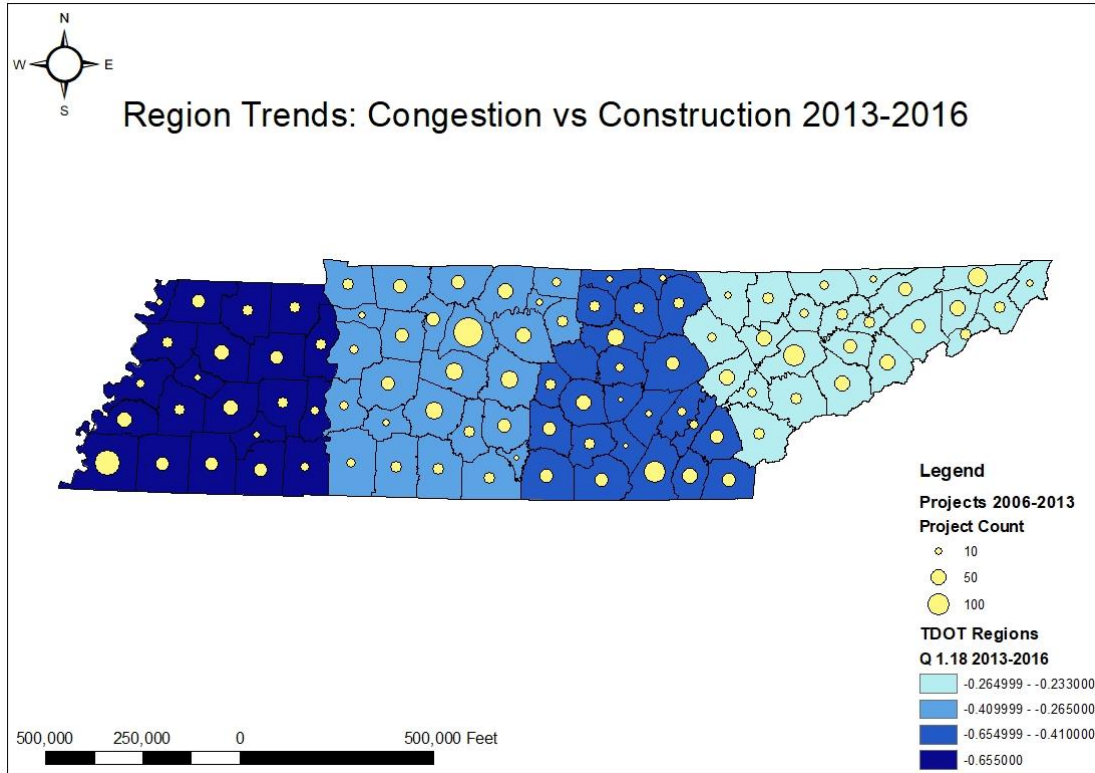 N
W E
S
Region Trends: Congestion vs Construction 2013-2016
Legend
Projects 2006-2013
Project Count
10
50
100
TDOT Regions
Q 1.18 2013-2016
-0.264999 - -0.233000
-0.409999 - -0.265000
-0.654999 - -0.410000
-0.655000
500,000 250,000 0 500,000 Feet